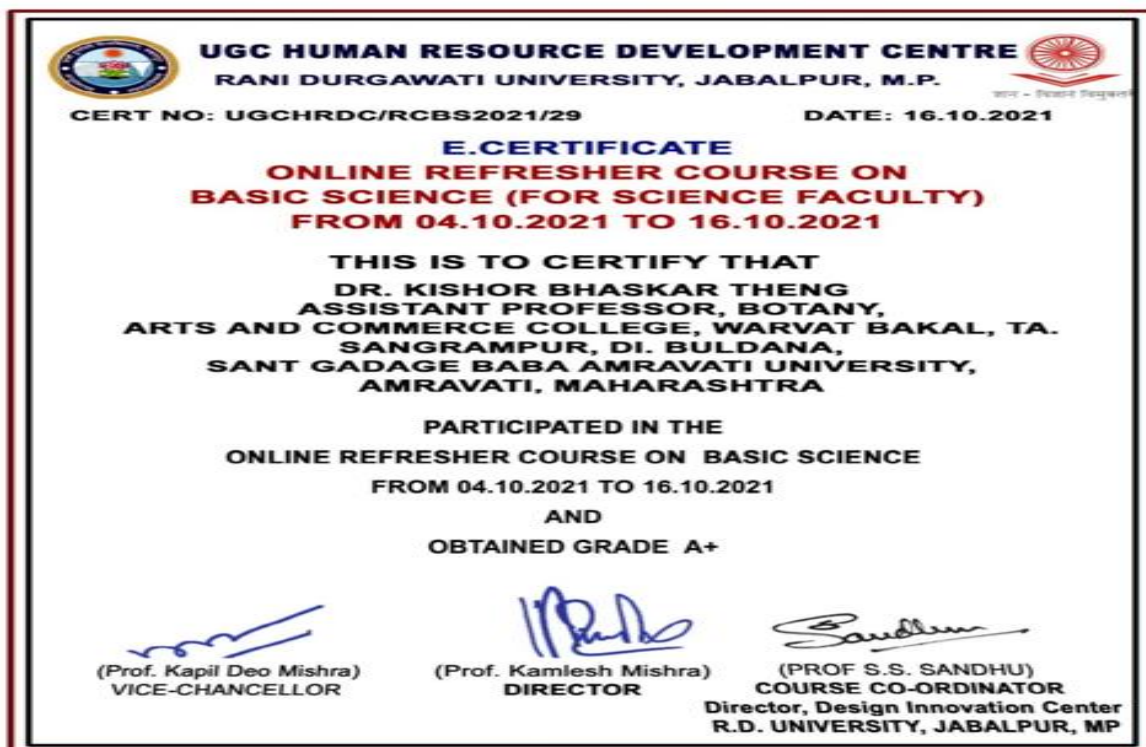 UGC HUMAN RESOURCE DEVELOPMENT CENTRE
RANI DURGAWATI UNIVERSITY, JABALPUR, M.P.
ज्ञान - विज्ञान विमुक्तये
CERT NO: UGCHRDC/RCBS2021/29 DATE: 16.10.2021
E.CERTIFICATE
ONLINE REFRESHER COURSE ON
BASIC SCIENCE (FOR SCIENCE FACULTY)
FROM 04.10.2021 TO 16.10.2021
THIS IS TO CERTIFY THAT
DR. KISHOR BHASKAR THENG
ASSISTANT PROFESSOR, BOTANY,
ARTS AND COMMERCE COLLEGE, WARVAT BAKAL, TA.
SANGRAMPUR, DI. BULDANA,
SANT GADAGE BABA AMRAVATI UNIVERSITY,
AMRAVATI, MAHARASHTRA
PARTICIPATED IN THE
ONLINE REFRESHER COURSE ON BASIC SCIENCE
FROM 04.10.2021 TO 16.10.2021
AND
OBTAINED GRADE A+
Sandhu
(Prof. Kapil Deo Mishra) (Prof. Kamlesh Mishra) (PROF S.S. SANDHU)
VICE-CHANCELLOR DIRECTOR COURSE CO-ORDINATOR
Director, Design Innovation Center
R.D. UNIVERSITY, JABALPUR, MP